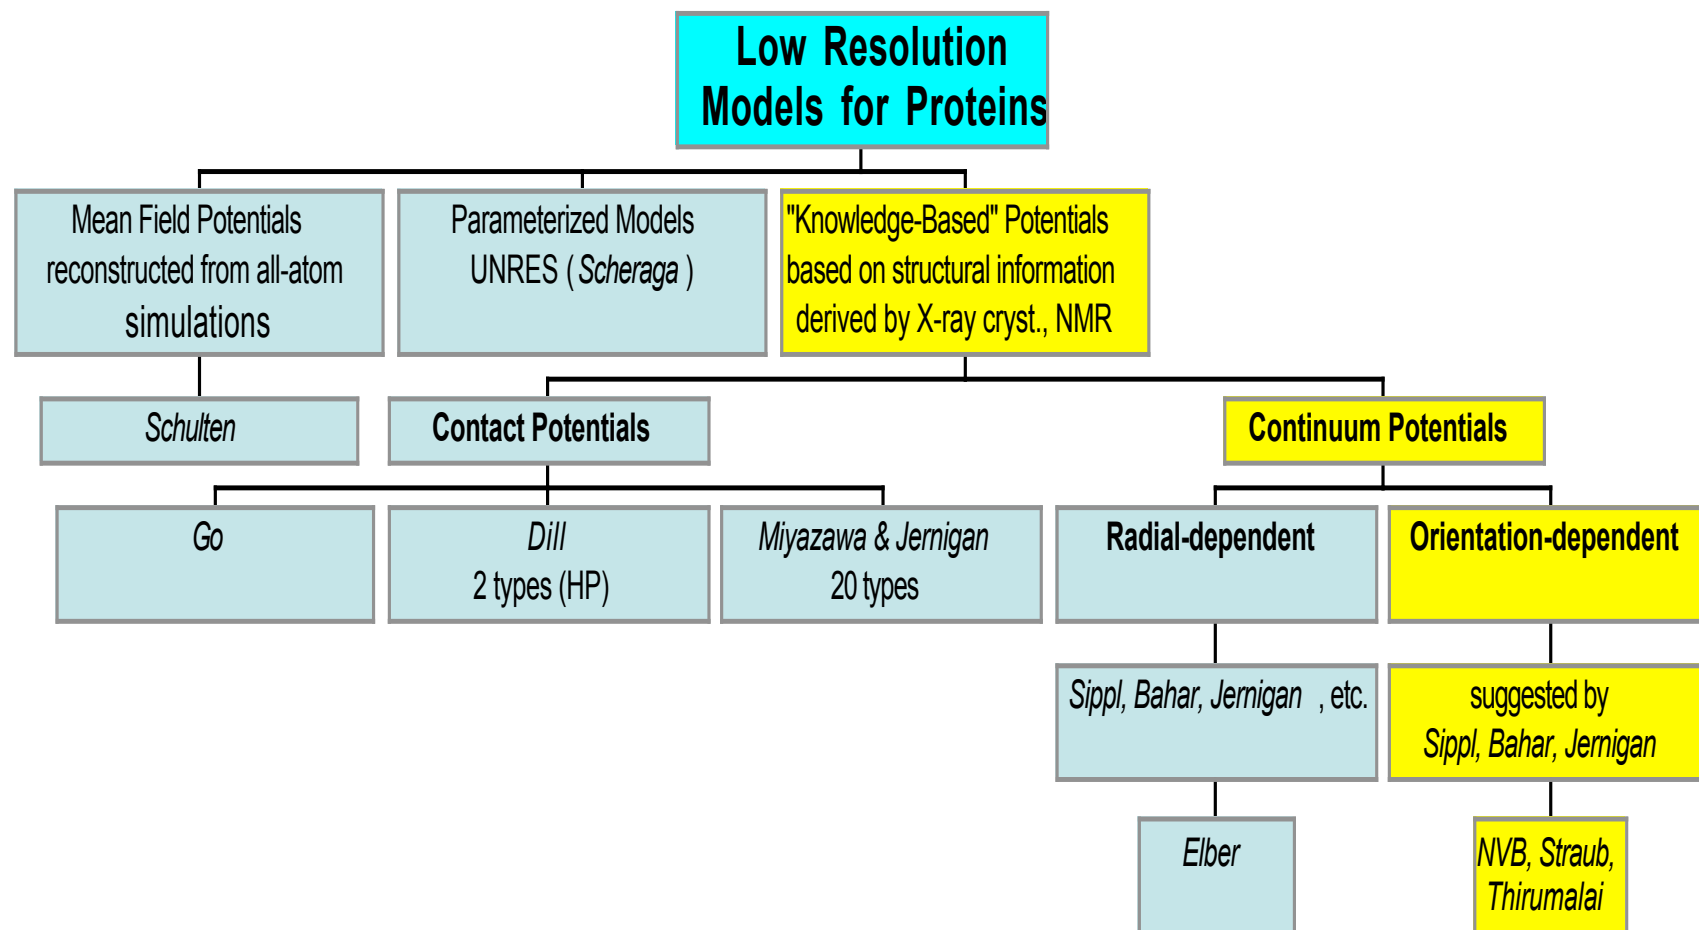 Low Resolution
Models for Proteins
Mean Field Potentials
reconstructed from all-atom
simulations
Parameterized Models
UNRES ( Scheraga )
"Knowledge-Based" Potentials
based on structural information
derived by X-ray cryst., NMR
Schulten
Contact Potentials
Continuum Potentials
Go
Dill
2 types (HP)
Miyazawa & Jernigan
20 types
Radial-dependent
Orientation-dependent
Sippl, Bahar, Jernigan , etc.
suggested by
Sippl, Bahar, Jernigan
Elber
NVB, Straub,
Thirumalai